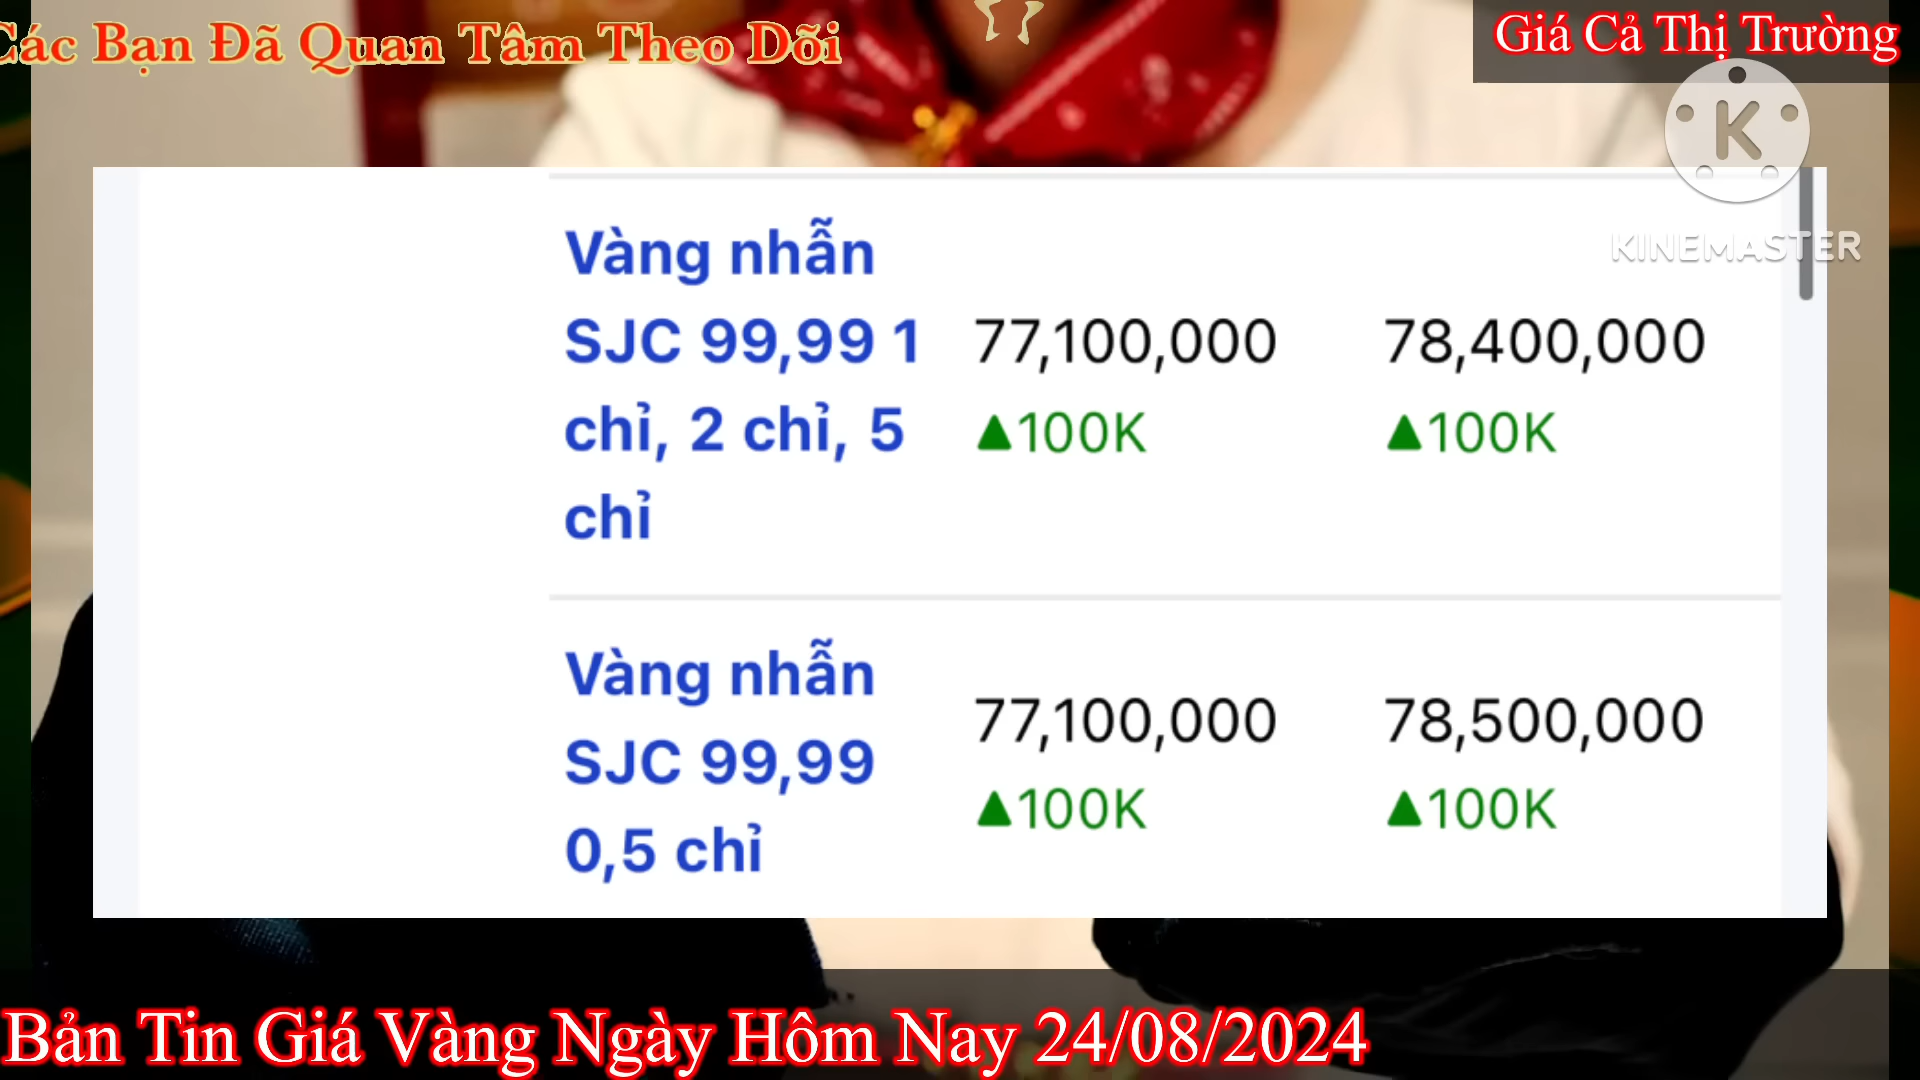 Các Bạn Đã Quan Tâm Theo Dõi
Giá Cả Thị Trường
K
KINEMASTER
Vàng nhẫn
SJC 99,99 1
chỉ, 2 chỉ, 5
chỉ
77,100,000
▲100K
78,400,000
▲100K
Vàng nhẫn
SJC 99,99
0,5 chỉ
77,100,000
▲100K
78,500,000
▲100K
Bản Tin Giá Vàng Ngày Hôm Nay 24/08/2024